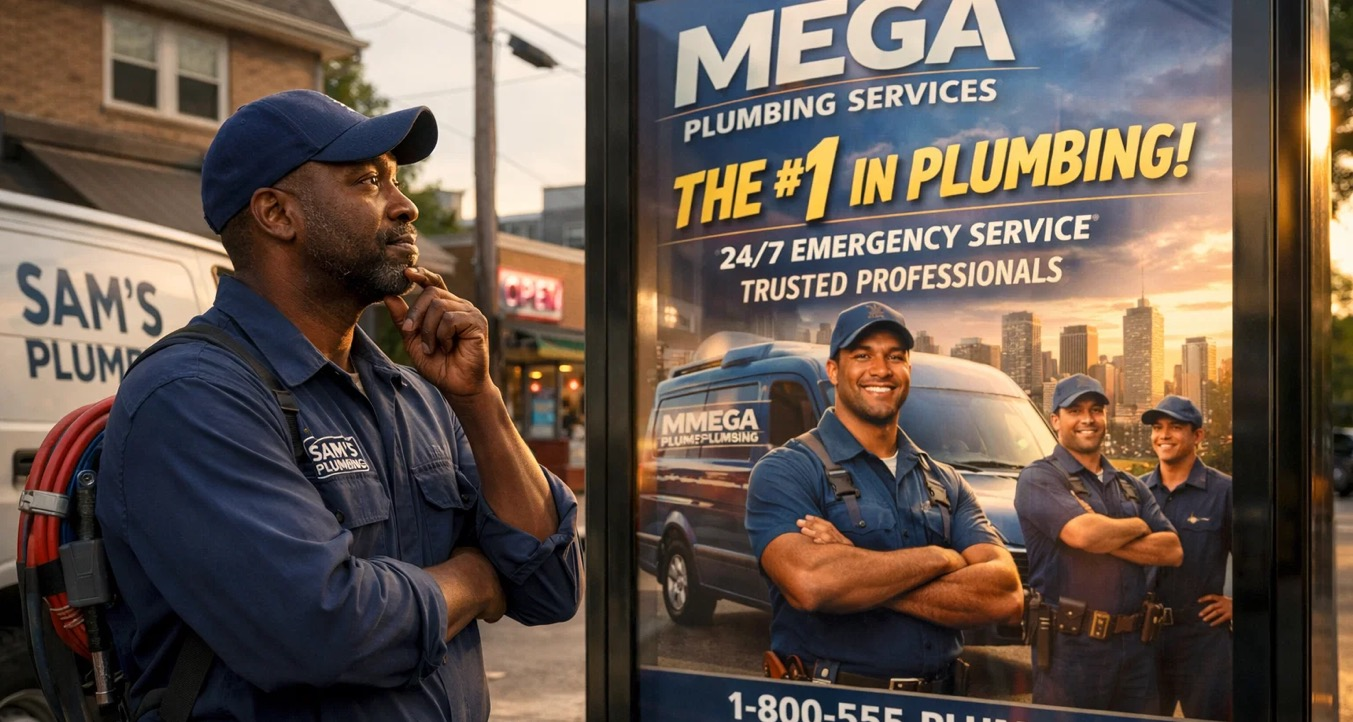 SAM'S
PLUMB
SAM'S
PLUMBING
OPEN
MEGA
PLUMBING SERVICES
THE #1 IN PLUMBING!
24/7 EMERGENCY SERVICE
TRUSTED PROFESSIONALS
MMEGA
PLUMEPLUMBING
1-800-555-PLUM